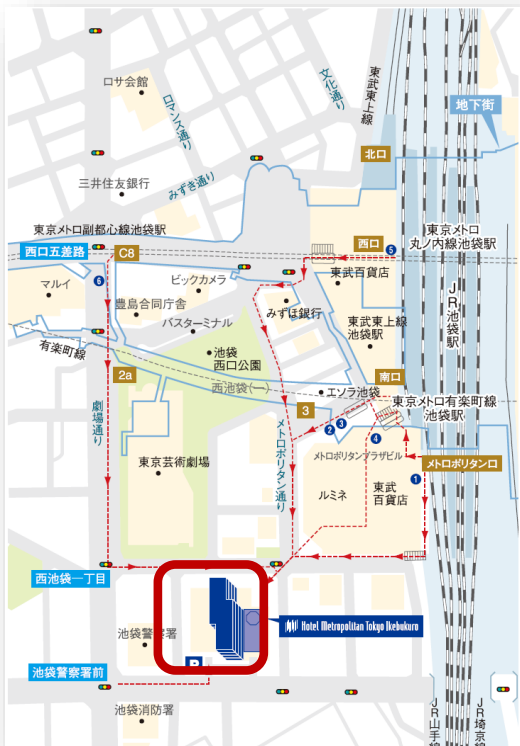 ロサ会館
ロマンス通り
文化通り
東武東上線
地下街
北口
三井住友銀行
みずき通り
東京メトロ副都心線池袋駅
西口五差路
C8
西口
5
東京メトロ
丸ノ内線池袋駅
6
マルイ
ビックカメラ
東武百貨店
豊島合同庁舎
みずほ銀行
JR池袋駅
バスターミナル
東武東上線
池袋駅
有楽町線
池袋
西口公園
2a
西池袋(一)
エソラ池袋
南口
3
東京メトロ有楽町線
池袋駅
劇場通り
メトロポリタン通り
2
3
4
メトロポリタンプラザビル
メトロポリタン口
1
東京芸術劇場
ルミネ
東武
百貨店
西池袋一丁目
Hotel Metropolitan Tokyo Ikebukuro
池袋警察署
池袋警察署前
池袋消防署
JR山手線
JR埼京線